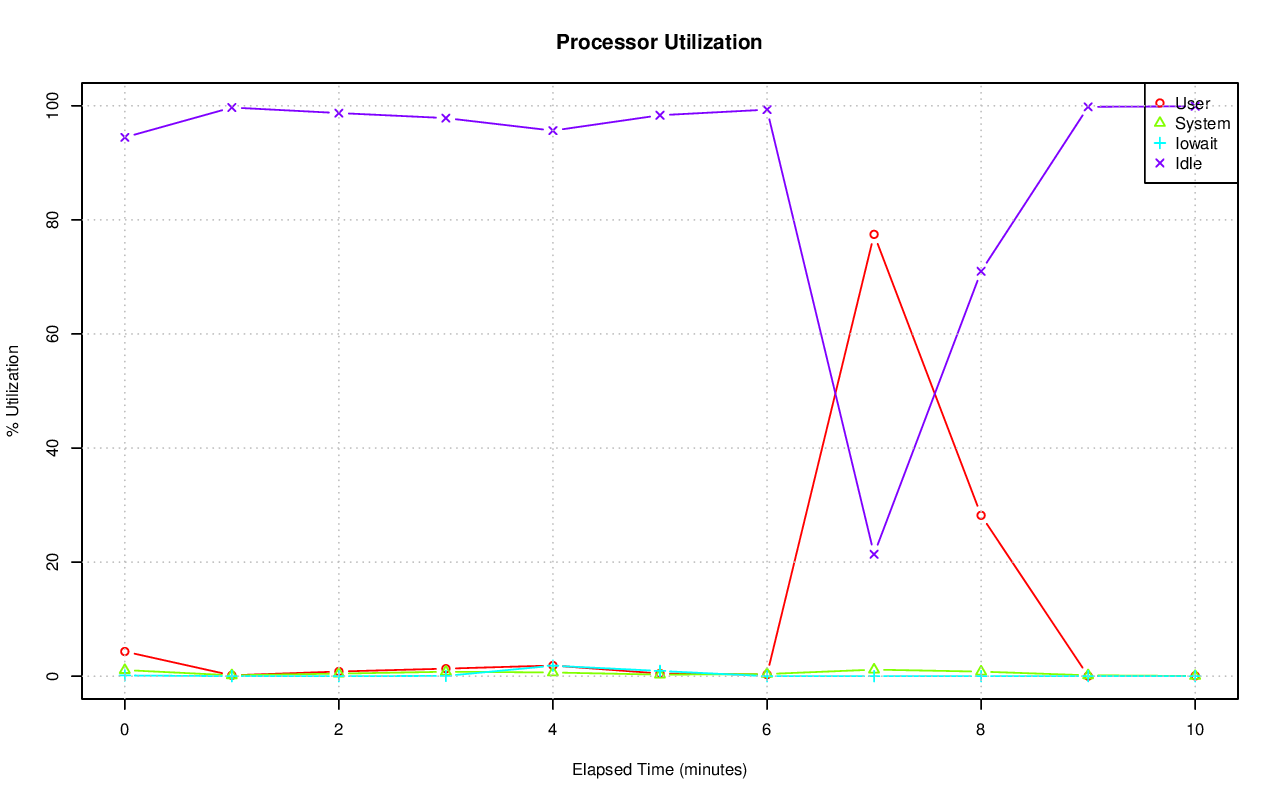 Processor Utilization
100
80
60
40
20
0
% Utilization
User
System
Iowait
Idle
0 2 4 6 8 10
Elapsed Time (minutes)